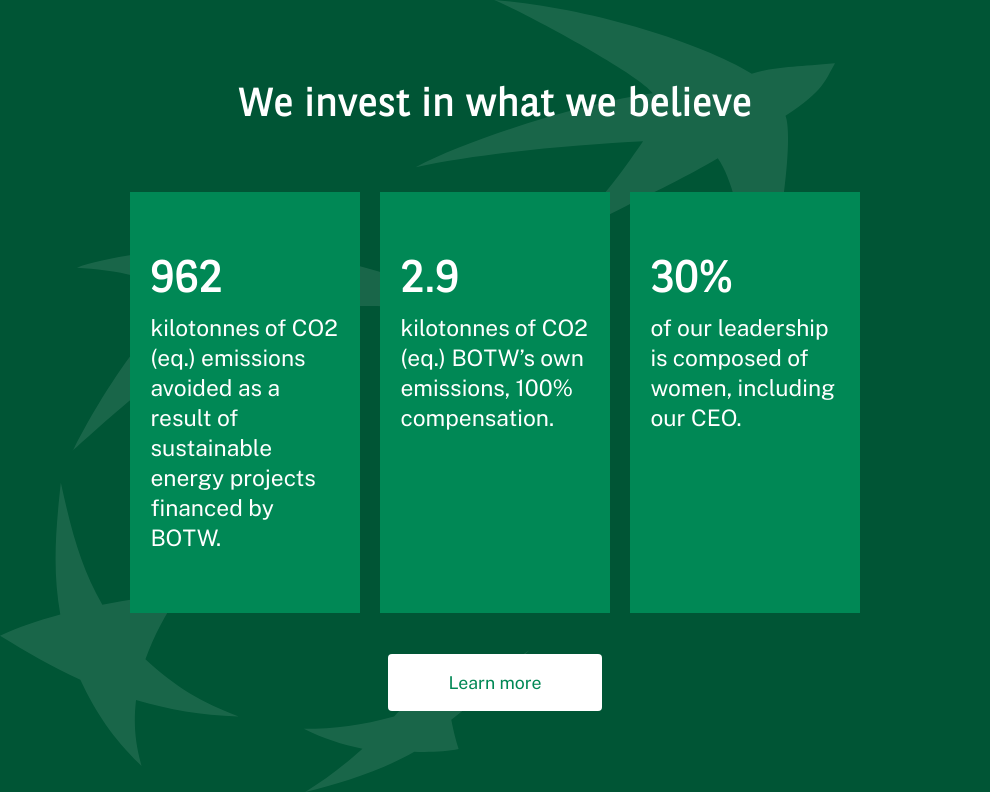 We invest in what we believe
962
kilotonnes of CO2
(eq.) emissions
avoided as a
result of
sustainable
energy projects
financed by
BOTW.
2.9
kilotonnes of CO2
(eq.) BOTW’s own
emissions, 100%
compensation.
30%
of our leadership
is composed of
women, including
our CEO.
Learn more